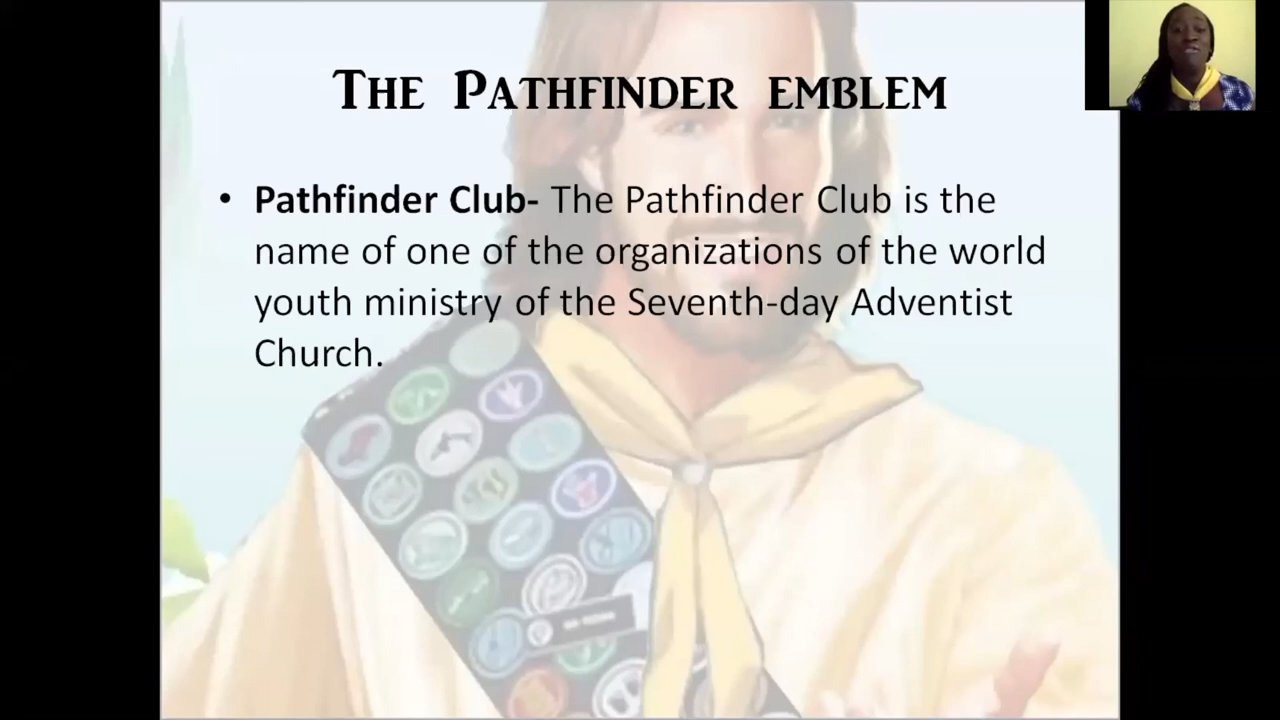 The Pathfinder emblem
• Pathfinder Club- The Pathfinder Club is the
name of one of the organizations of the world
youth ministry of the Seventh-day Adventist
Church.